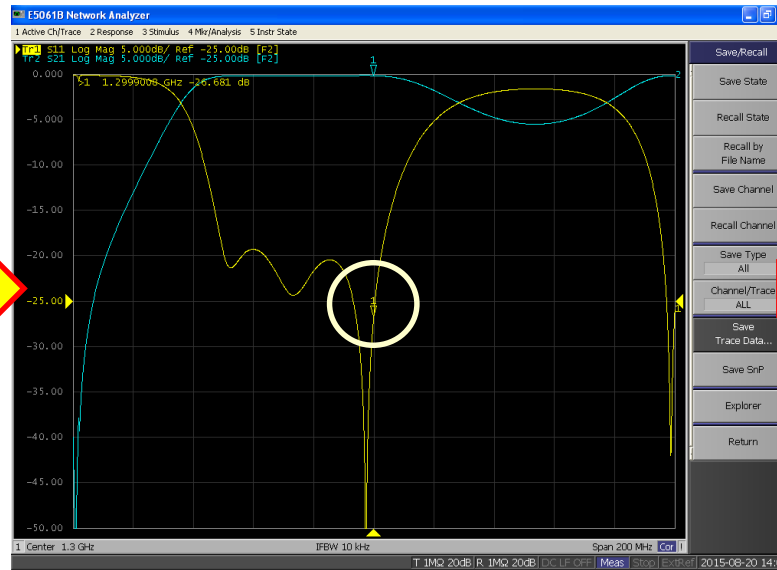 E5061B Network Analyzer
1 Active Ch/Trace 2 Response 3 Stimulus 4 Mkr/Analysis 5 Instr State
Tr1 S11 Log Mag 5.000dB/ Ref -25.00dB [F2]
Tr2 S21 Log Mag 5.000dB/ Ref -25.00dB [F2]
1
0.000
>1 1.2999008 GHz -26.681 dB
2
-5.000
-10.00
-15.00
-20.00
-25.00
1
1
-30.00
-35.00
-40.00
-45.00
-50.00
1 Center 1.3 GHz IFBW 10 kHz Span 200 MHz Cor !
T 1MΩ 20dB R 1MΩ 20dB DC LF OFF Meas Stop ExtRef 2015-08-20 14:
Save/Recall
Save State
Recall State
Recall by
File Name
Save Channel
Recall Channel
Save Type
All
Channel/Trace
ALL
Save
Trace Data...
Save SnP
Explorer
Return